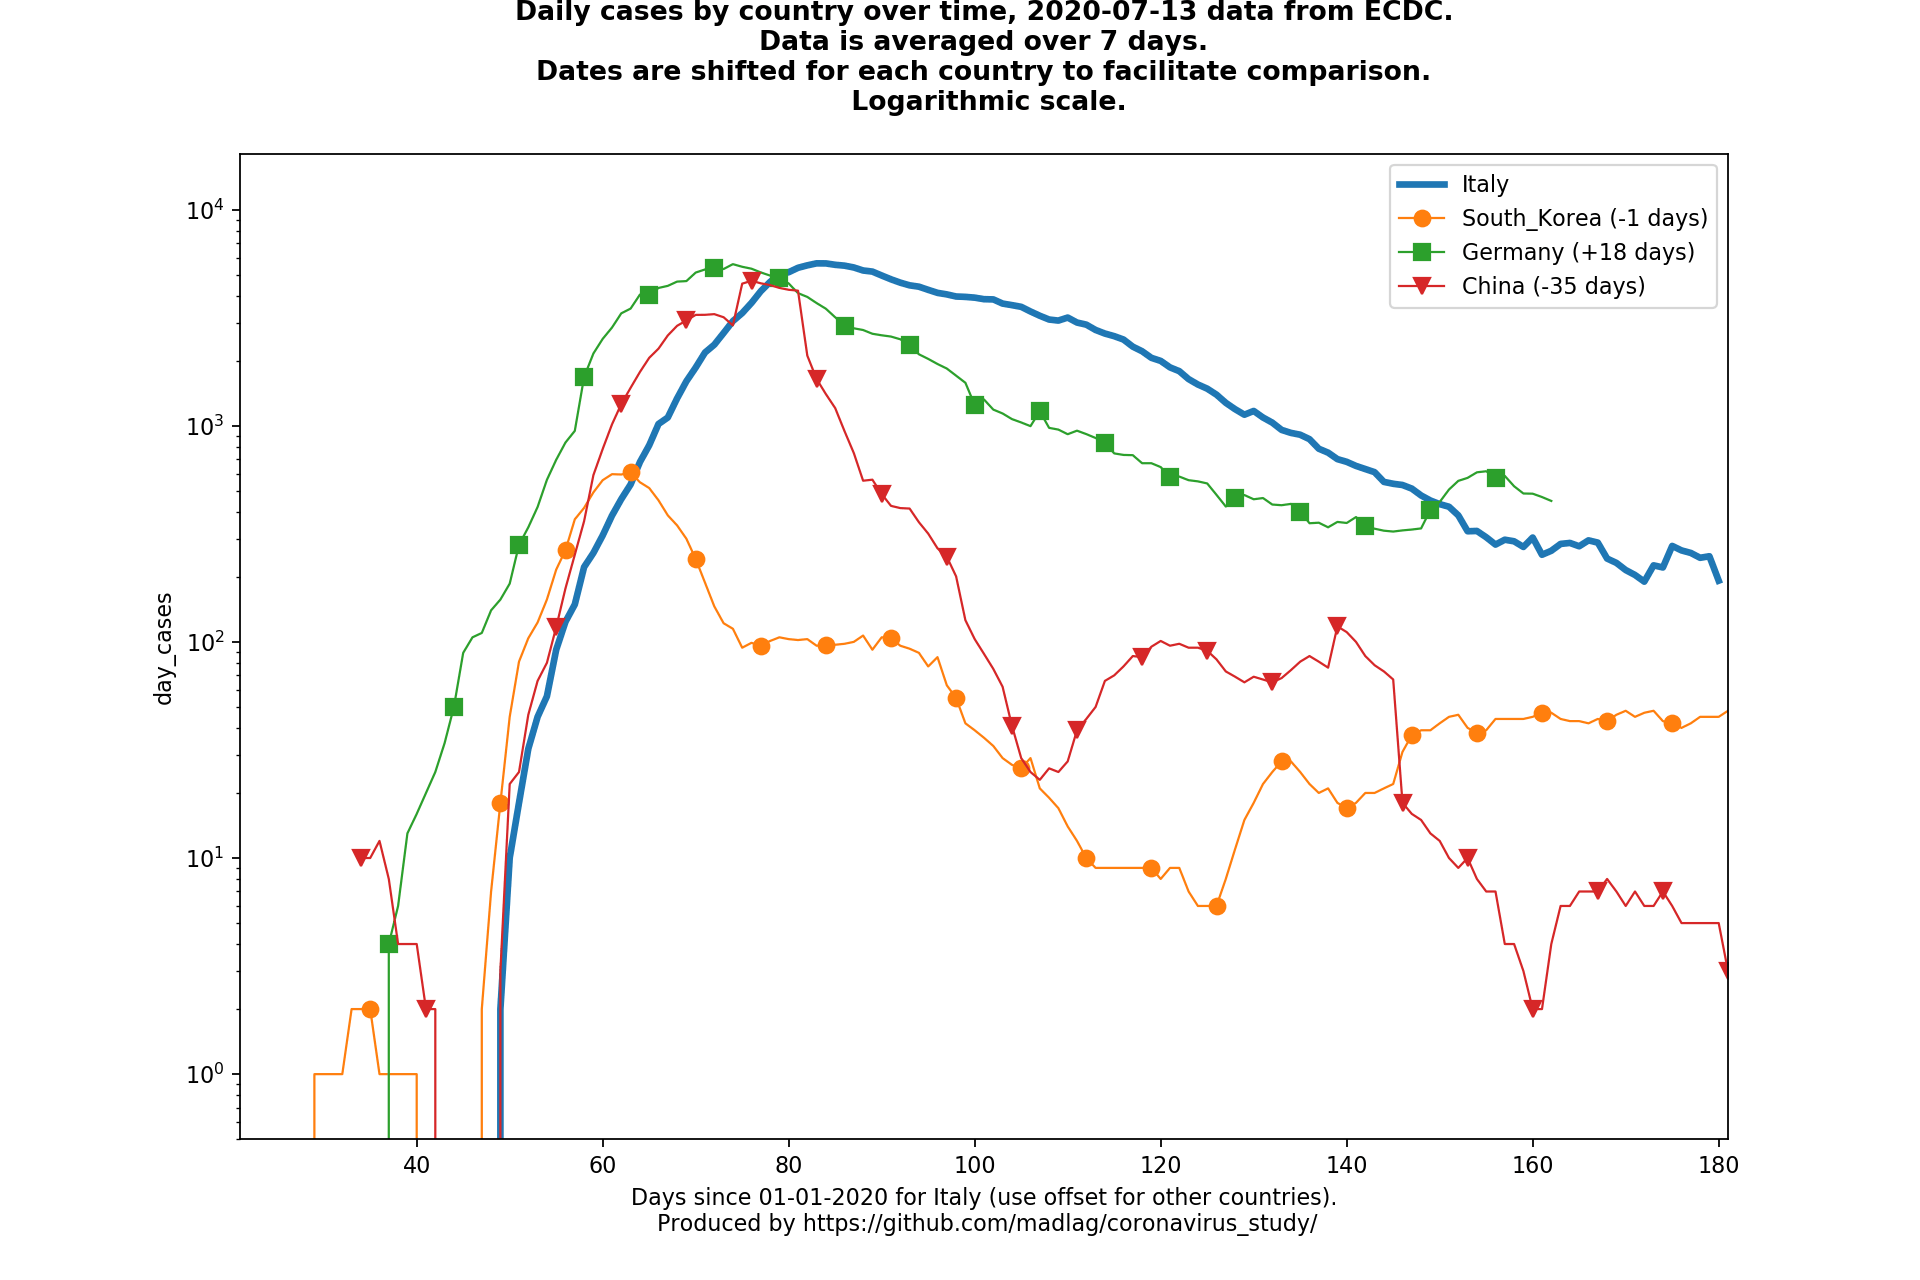 Daily cases by country over time, 2020-07-13 data from ECDC.
Data is averaged over 7 days.
Dates are shifted for each country to facilitate comparison.
Logarithmic scale.
Italy
South_Korea (-1 days)
Germany (+18 days)
China (-35 days)
10⁴
10³
10²
10¹
10⁰
day_cases
40 60 80 100 120 140 160 180
Days since 01-01-2020 for Italy (use offset for other countries).
Produced by https://github.com/madlag/coronavirus_study/